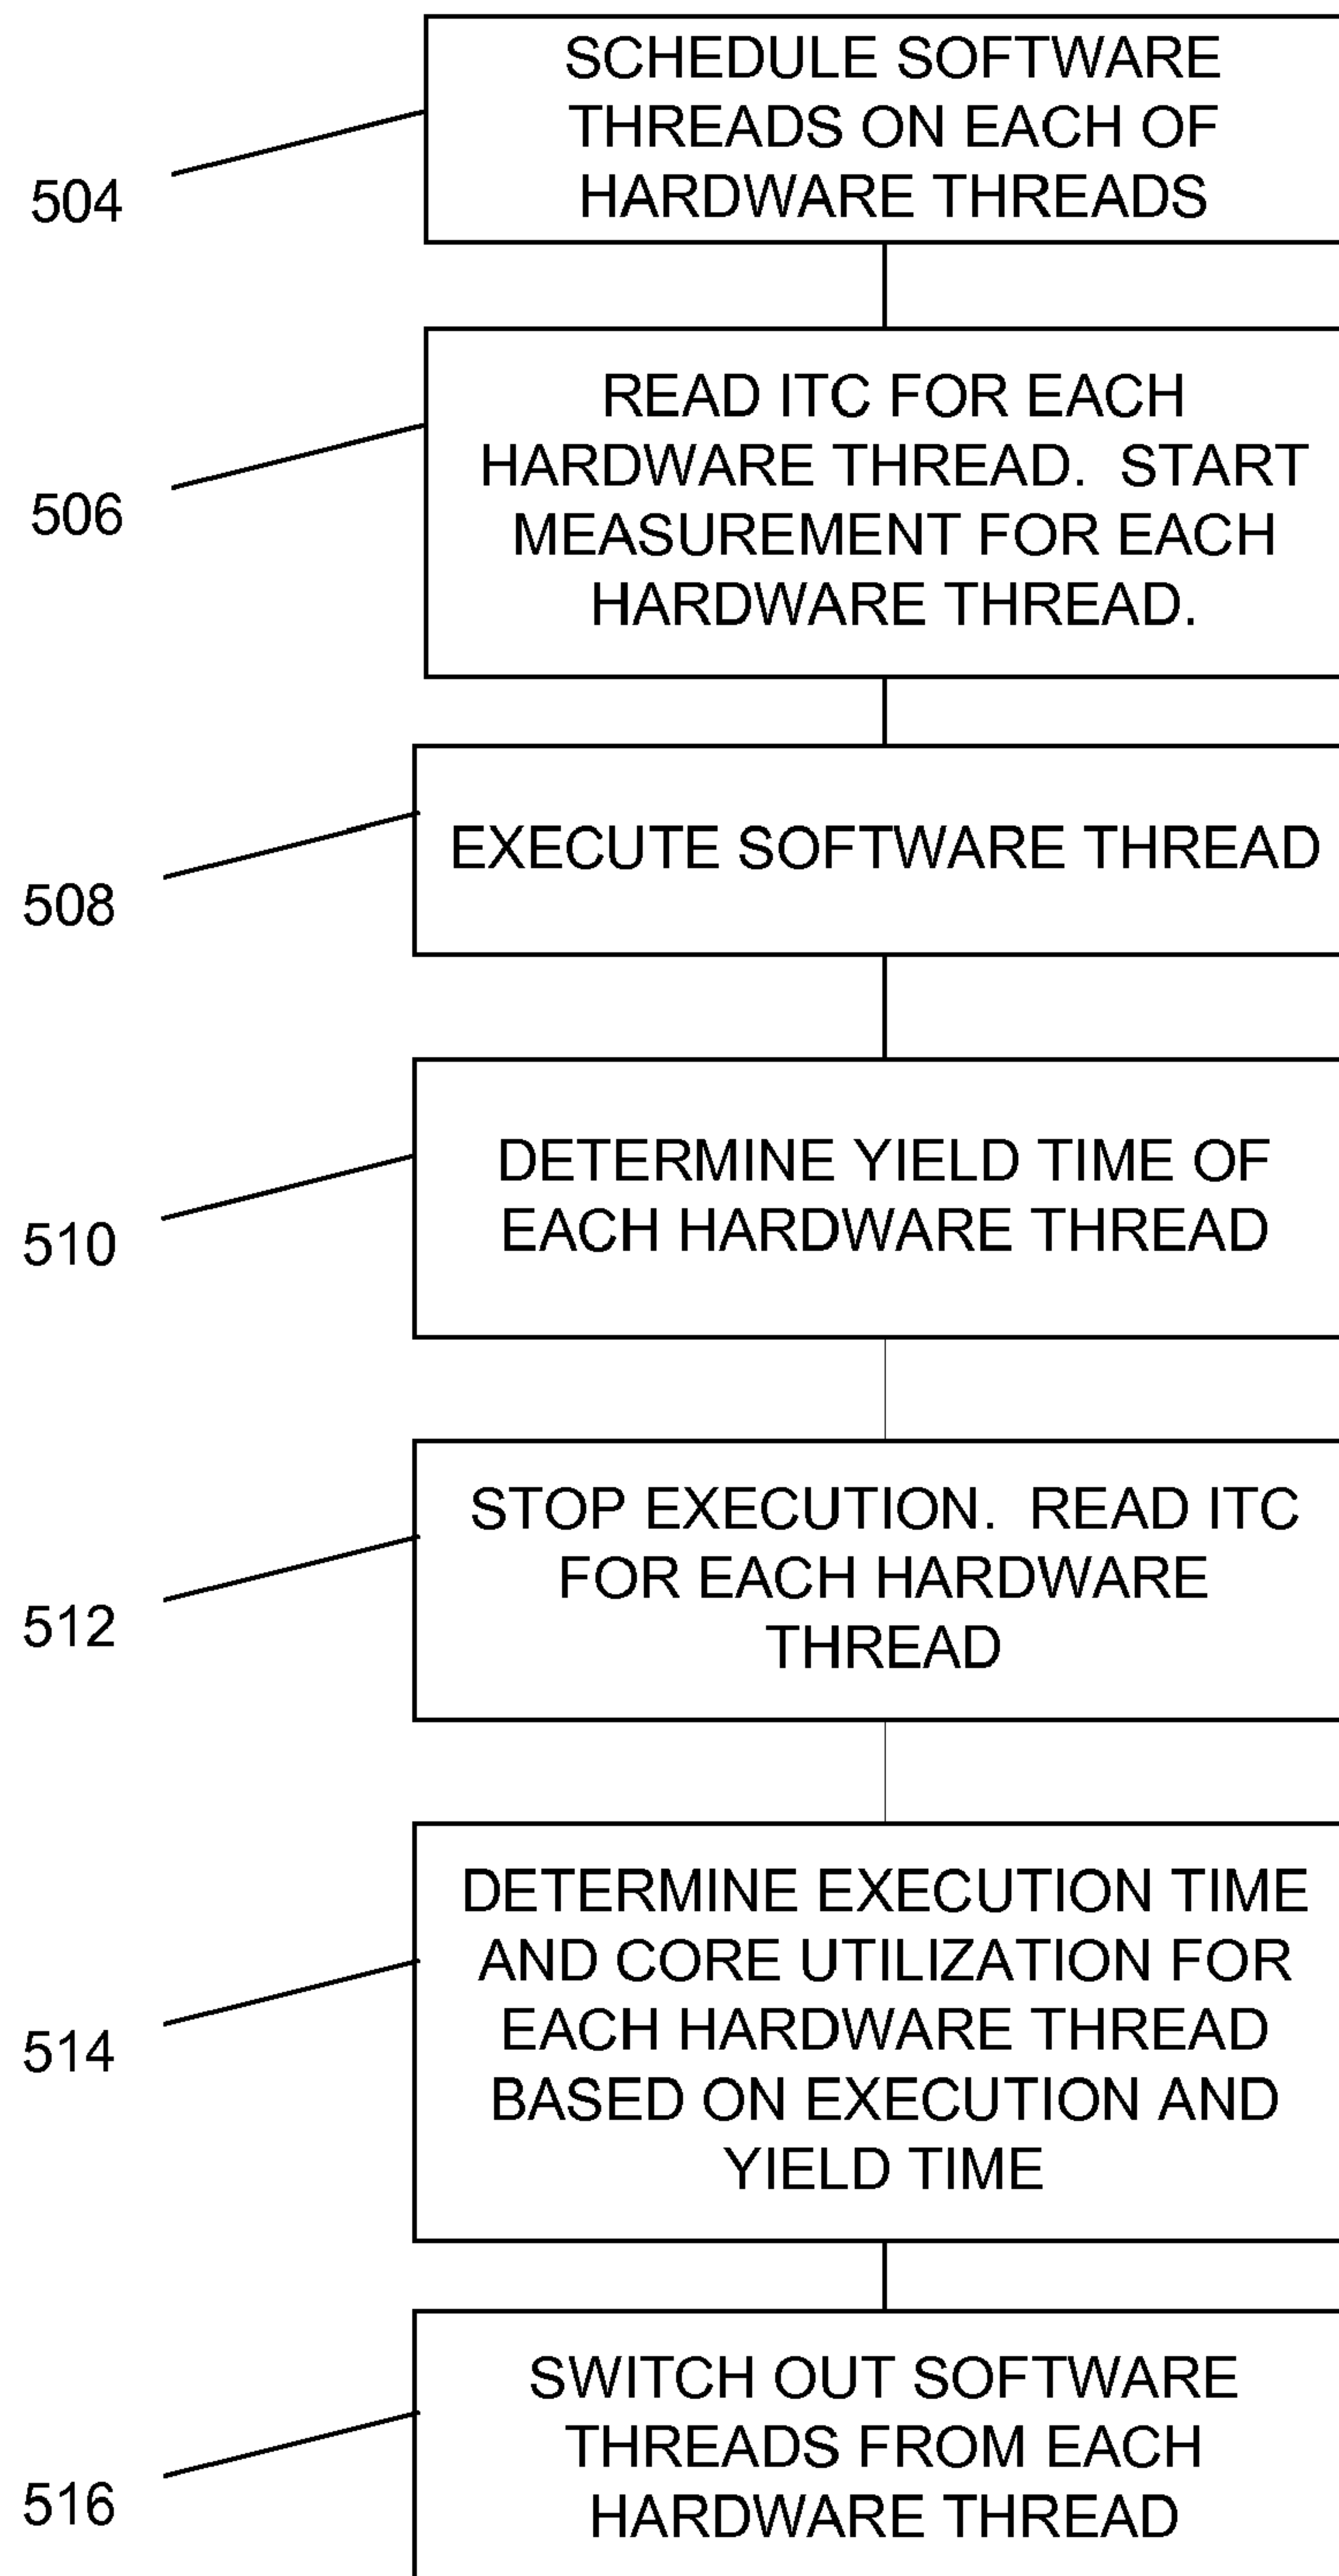 SCHEDULE SOFTWARE
THREADS ON EACH OF
HARDWARE THREADS
504
READ ITC FOR EACH
HARDWARE THREAD. START
MEASUREMENT FOR EACH
HARDWARE THREAD.
506
EXECUTE SOFTWARE THREAD
508
DETERMINE YIELD TIME OF
EACH HARDWARE THREAD
510
STOP EXECUTION. READ ITC
FOR EACH HARDWARE
THREAD
512
DETERMINE EXECUTION TIME
AND CORE UTILIZATION FOR
EACH HARDWARE THREAD
BASED ON EXECUTION AND
YIELD TIME
514
SWITCH OUT SOFTWARE
THREADS FROM EACH
HARDWARE THREAD
516